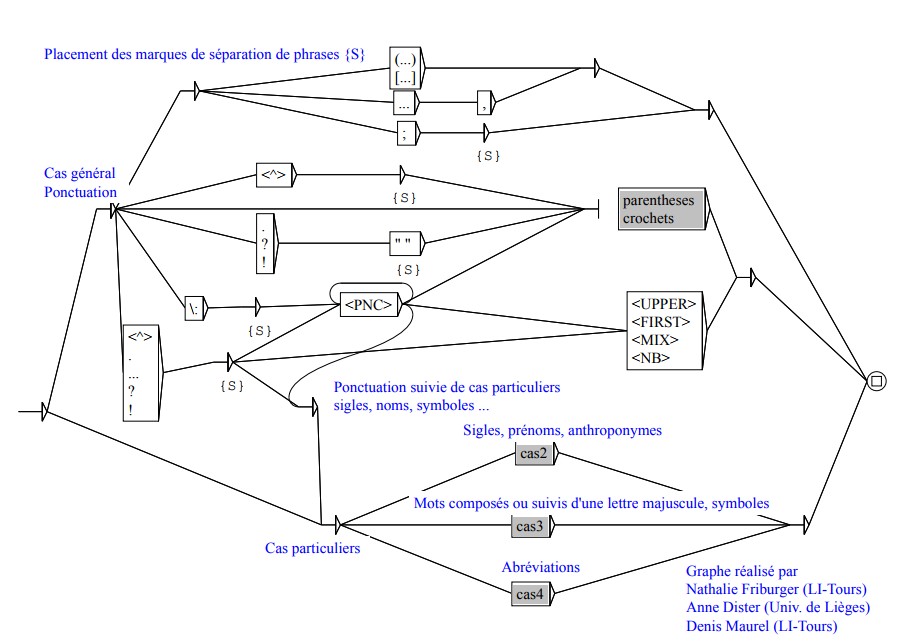 Placement des marques de séparation de phrases {S}
(...)
[...]
...
,
;
{S}
Cas général
Ponctuation
<^>
{S}
.
?
!
" "
{S}
parentheses
crochets
\:
{S}
<PNC>
<UPPER>
<FIRST>
<MIX>
<NB>
<^>
.
...
?
!
{S}
Ponctuation suivie de cas particuliers
sigles, noms, symboles ...
Sigles, prénoms, anthroponymes
cas2
Mots composés ou suivis d'une lettre majuscule, symboles
cas3
Cas particuliers
Abréviations
cas4
Graphe réalisé par
Nathalie Friburger (LI-Tours)
Anne Dister (Univ. de Lièges)
Denis Maurel (LI-Tours)